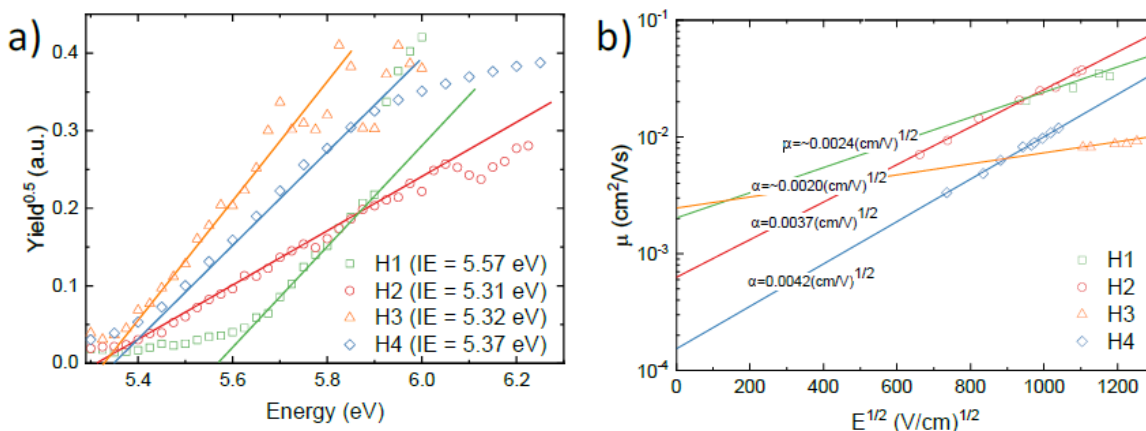 a)
Yield^0.5 (a.u.)
0.4
0.3
0.2
0.1
0.0
5.4 5.6 5.8 6.0 6.2
Energy (eV)
H1 (IE = 5.57 eV)
H2 (IE = 5.31 eV)
H3 (IE = 5.32 eV)
H4 (IE = 5.37 eV)
b)
μ (cm²/Vs)
10⁻¹
10⁻²
10⁻³
10⁻⁴
0 200 400 600 800 1000 1200
E^1/2 (V/cm)^1/2
μ=~0.0024(cm/V)^1/2
α=~0.0020(cm/V)^1/2
α=0.0037(cm/V)^1/2
α=0.0042(cm/V)^1/2
H1
H2
H3
H4